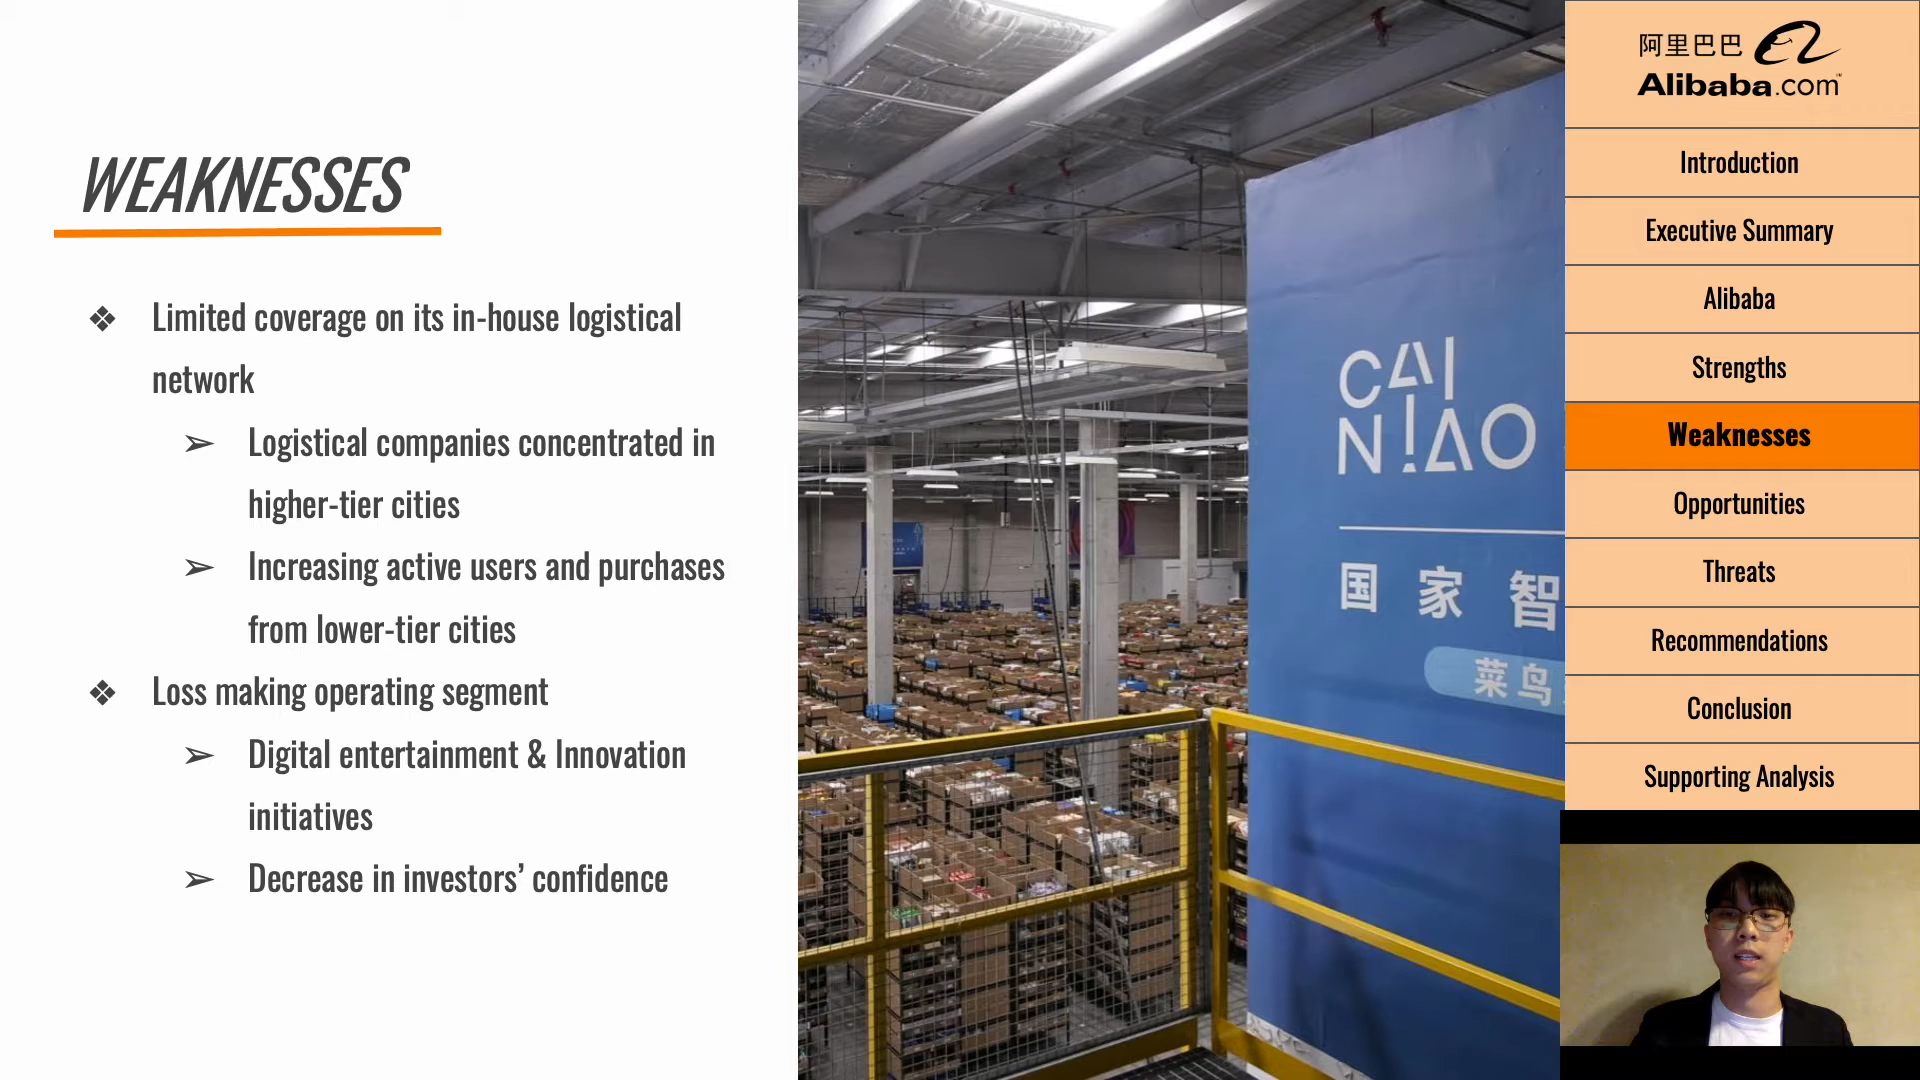 WEAKNESSES
❖ Limited coverage on its in-house logistical
network
➢ Logistical companies concentrated in
higher-tier cities
➢ Increasing active users and purchases
from lower-tier cities
❖ Loss making operating segment
➢ Digital entertainment & Innovation
initiatives
➢ Decrease in investors’ confidence
CAI
NIAO
国家智
菜鸟
阿里巴巴
Alibaba.com™
Introduction
Executive Summary
Alibaba
Strengths
Weaknesses
Opportunities
Threats
Recommendations
Conclusion
Supporting Analysis